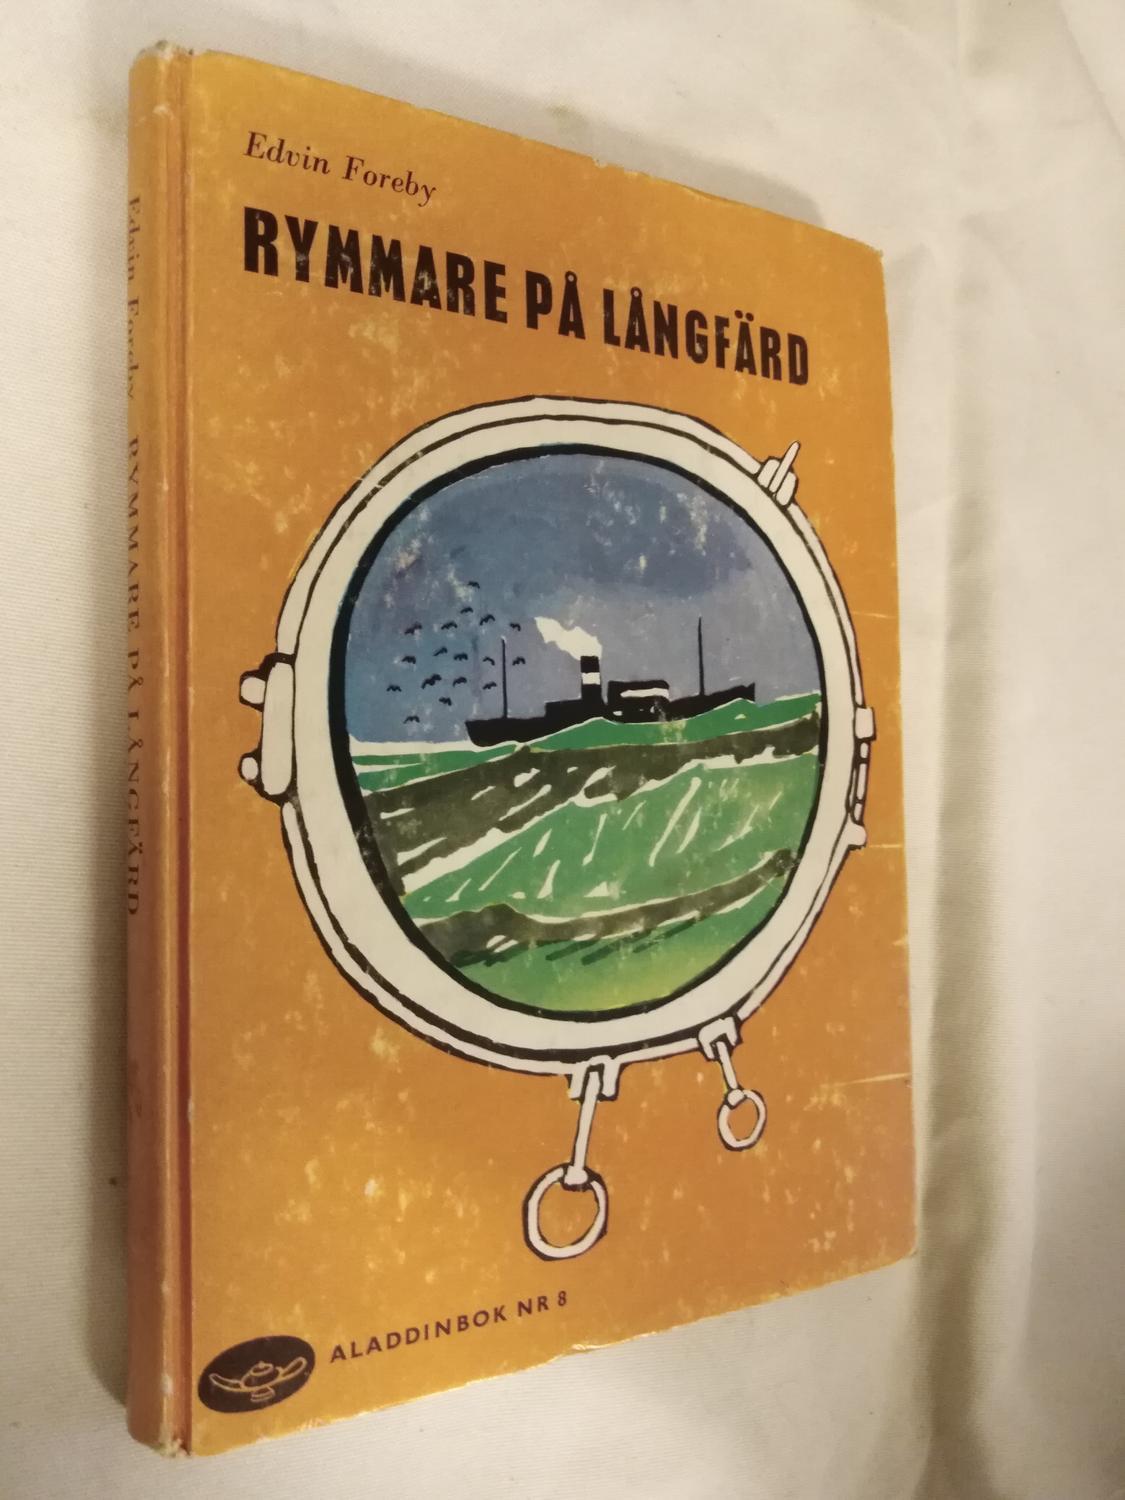 Edvin Foreby
RYMMARE PÅ LÅNGFÄRD
ALADDINBOK NR 8
Edvin Foreby RYMMARE PÅ LÅNGFÄRD